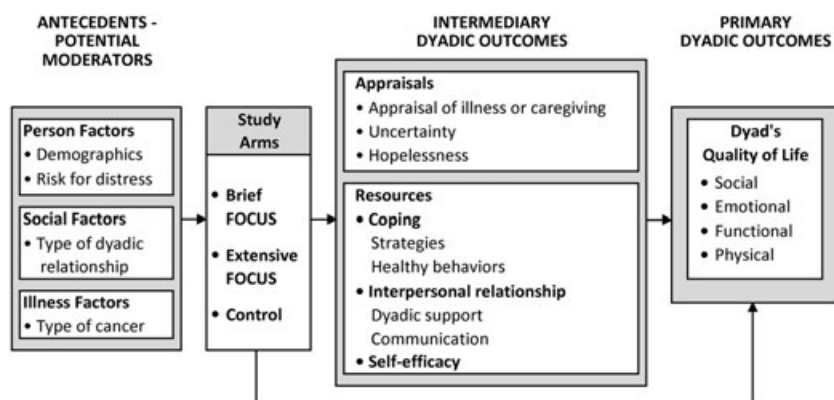 ANTECEDENTS -
POTENTIAL
MODERATORS
Person Factors
• Demographics
• Risk for distress
Social Factors
• Type of dyadic
relationship
Illness Factors
• Type of cancer
Study
Arms
• Brief
FOCUS
• Extensive
FOCUS
• Control
INTERMEDIARY
DYADIC OUTCOMES
Appraisals
• Appraisal of illness or caregiving
• Uncertainty
• Hopelessness
Resources
• Coping
Strategies
Healthy behaviors
• Interpersonal relationship
Dyadic support
Communication
• Self-efficacy
PRIMARY
DYADIC OUTCOMES
Dyad's
Quality of Life
• Social
• Emotional
• Functional
• Physical